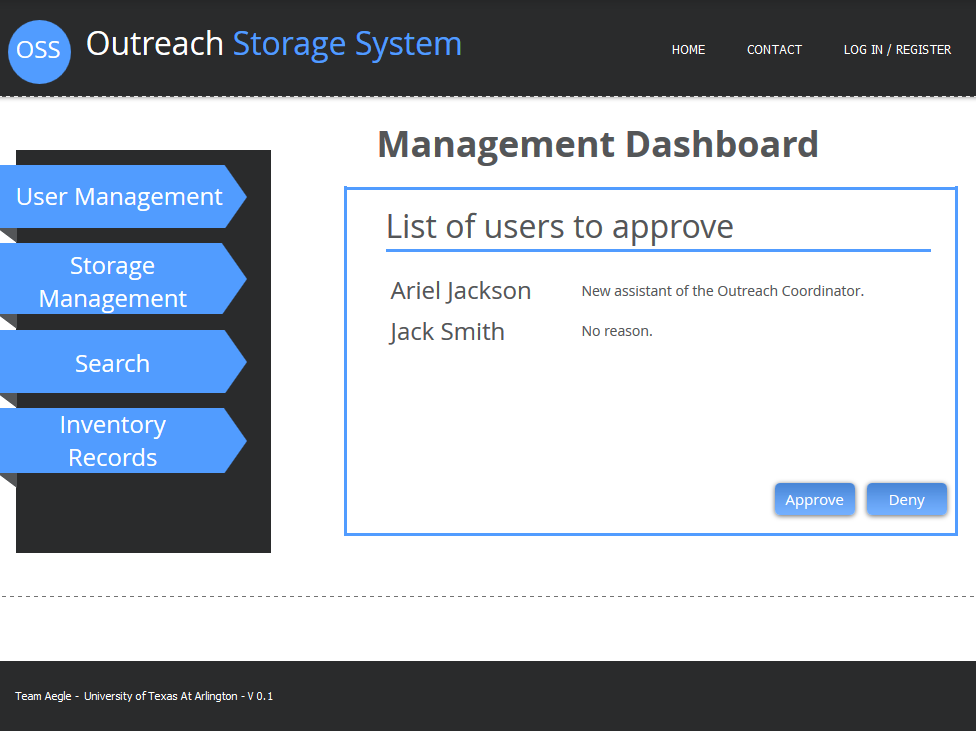 OSS
Outreach Storage System
HOME
CONTACT
LOG IN / REGISTER
User Management
Storage
Management
Search
Inventory
Records
Management Dashboard
List of users to approve
Ariel Jackson
New assistant of the Outreach Coordinator.
Jack Smith
No reason.
Approve
Deny
Team Aegle - University of Texas At Arlington - V 0.1